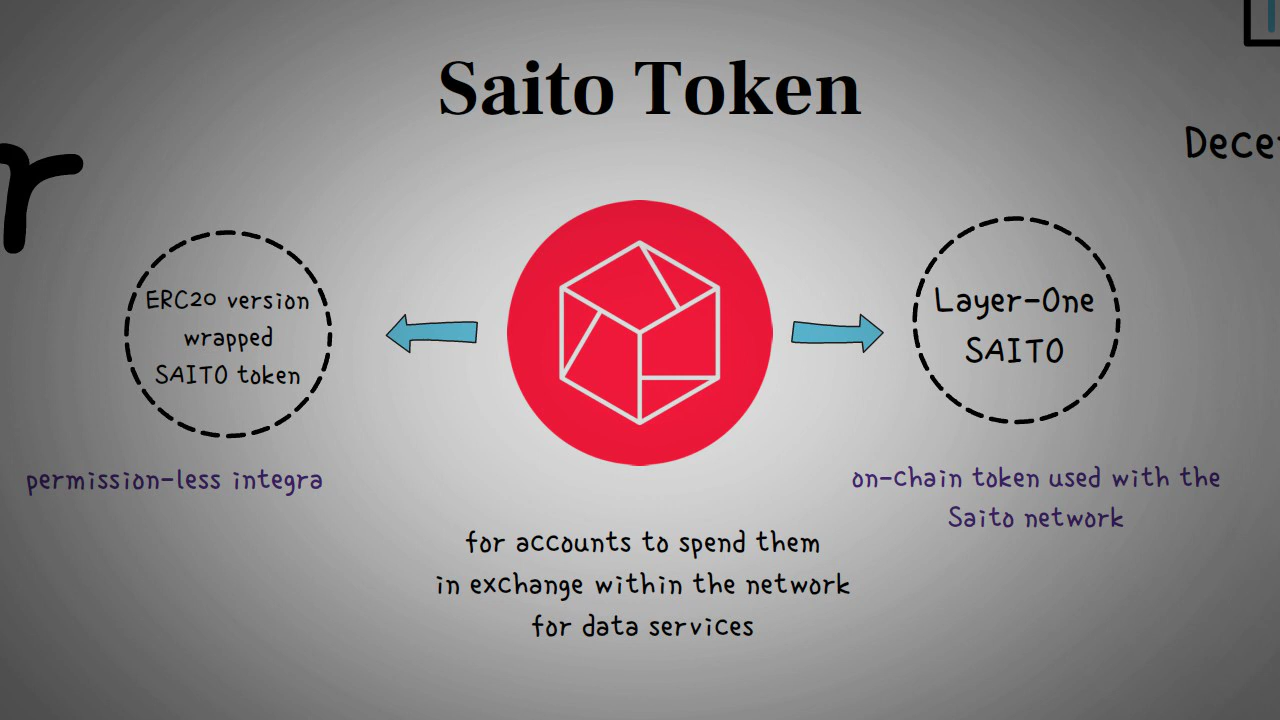 Saito Token
r
Dece
ERC20 version
wrapped
SAITO token
Layer-One
SAITO
permission-less integra
on-chain token used with the
Saito network
for accounts to spend them
in exchange within the network
for data services